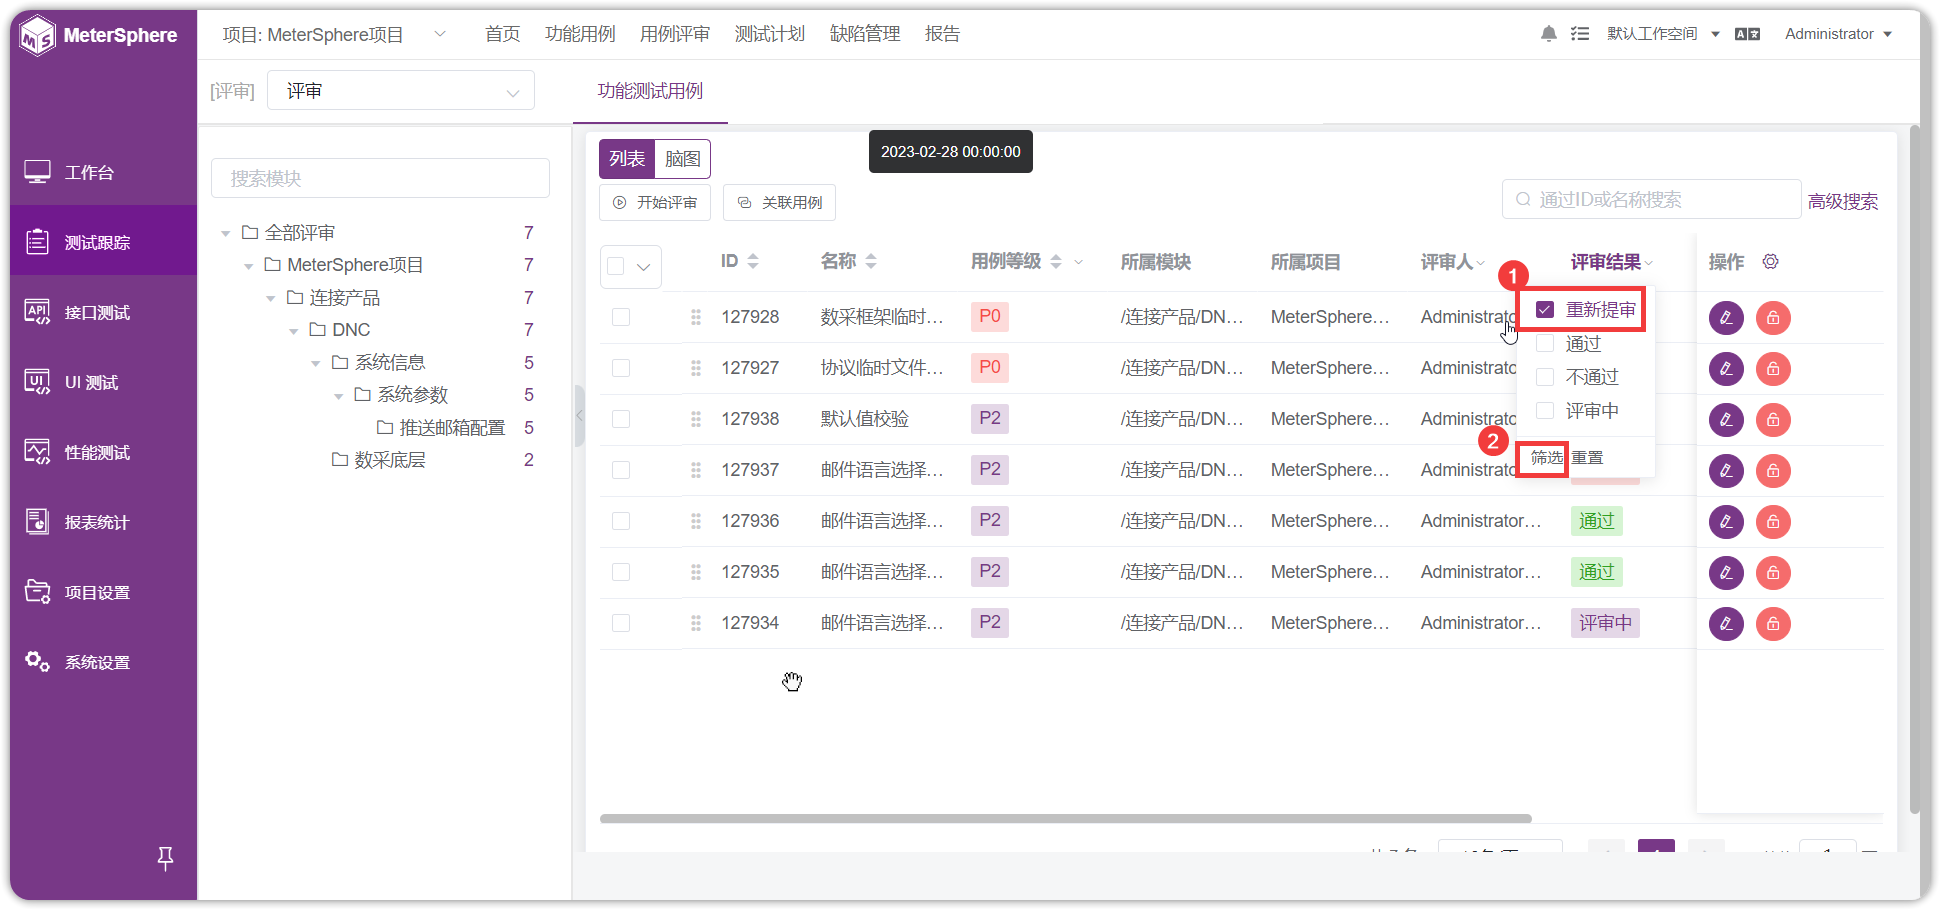 MeterSphere
项目: MeterSphere项目
首页
功能用例
用例评审
测试计划
缺陷管理
报告
默认工作空间
Administrator
[评审]
评审
功能测试用例
工作台
测试跟踪
接口测试
UI 测试
性能测试
报表统计
项目设置
系统设置
搜索模块
全部评审 7
MeterSphere项目 7
连接产品 7
DNC 7
系统信息 5
系统参数 5
推送邮箱配置 5
数采底层 2
列表 脑图
2023-02-28 00:00:00
开始评审 关联用例
通过ID或名称搜索 高级搜索
ID 名称 用例等级 所属模块 所属项目 评审人 评审结果 操作
127928 数采框架临时… P0 /连接产品/DN… MeterSphere… Administrato
127927 协议临时文件… P0 /连接产品/DN… MeterSphere… Administrato
127938 默认值校验 P2 /连接产品/DN… MeterSphere… Administrato
127937 邮件语言选择… P2 /连接产品/DN… MeterSphere… Administrato
127936 邮件语言选择… P2 /连接产品/DN… MeterSphere… Administrator… 通过
127935 邮件语言选择… P2 /连接产品/DN… MeterSphere… Administrator… 通过
127934 邮件语言选择… P2 /连接产品/DN… MeterSphere… Administrator… 评审中
1
重新提审
通过
不通过
评审中
2
筛选 重置